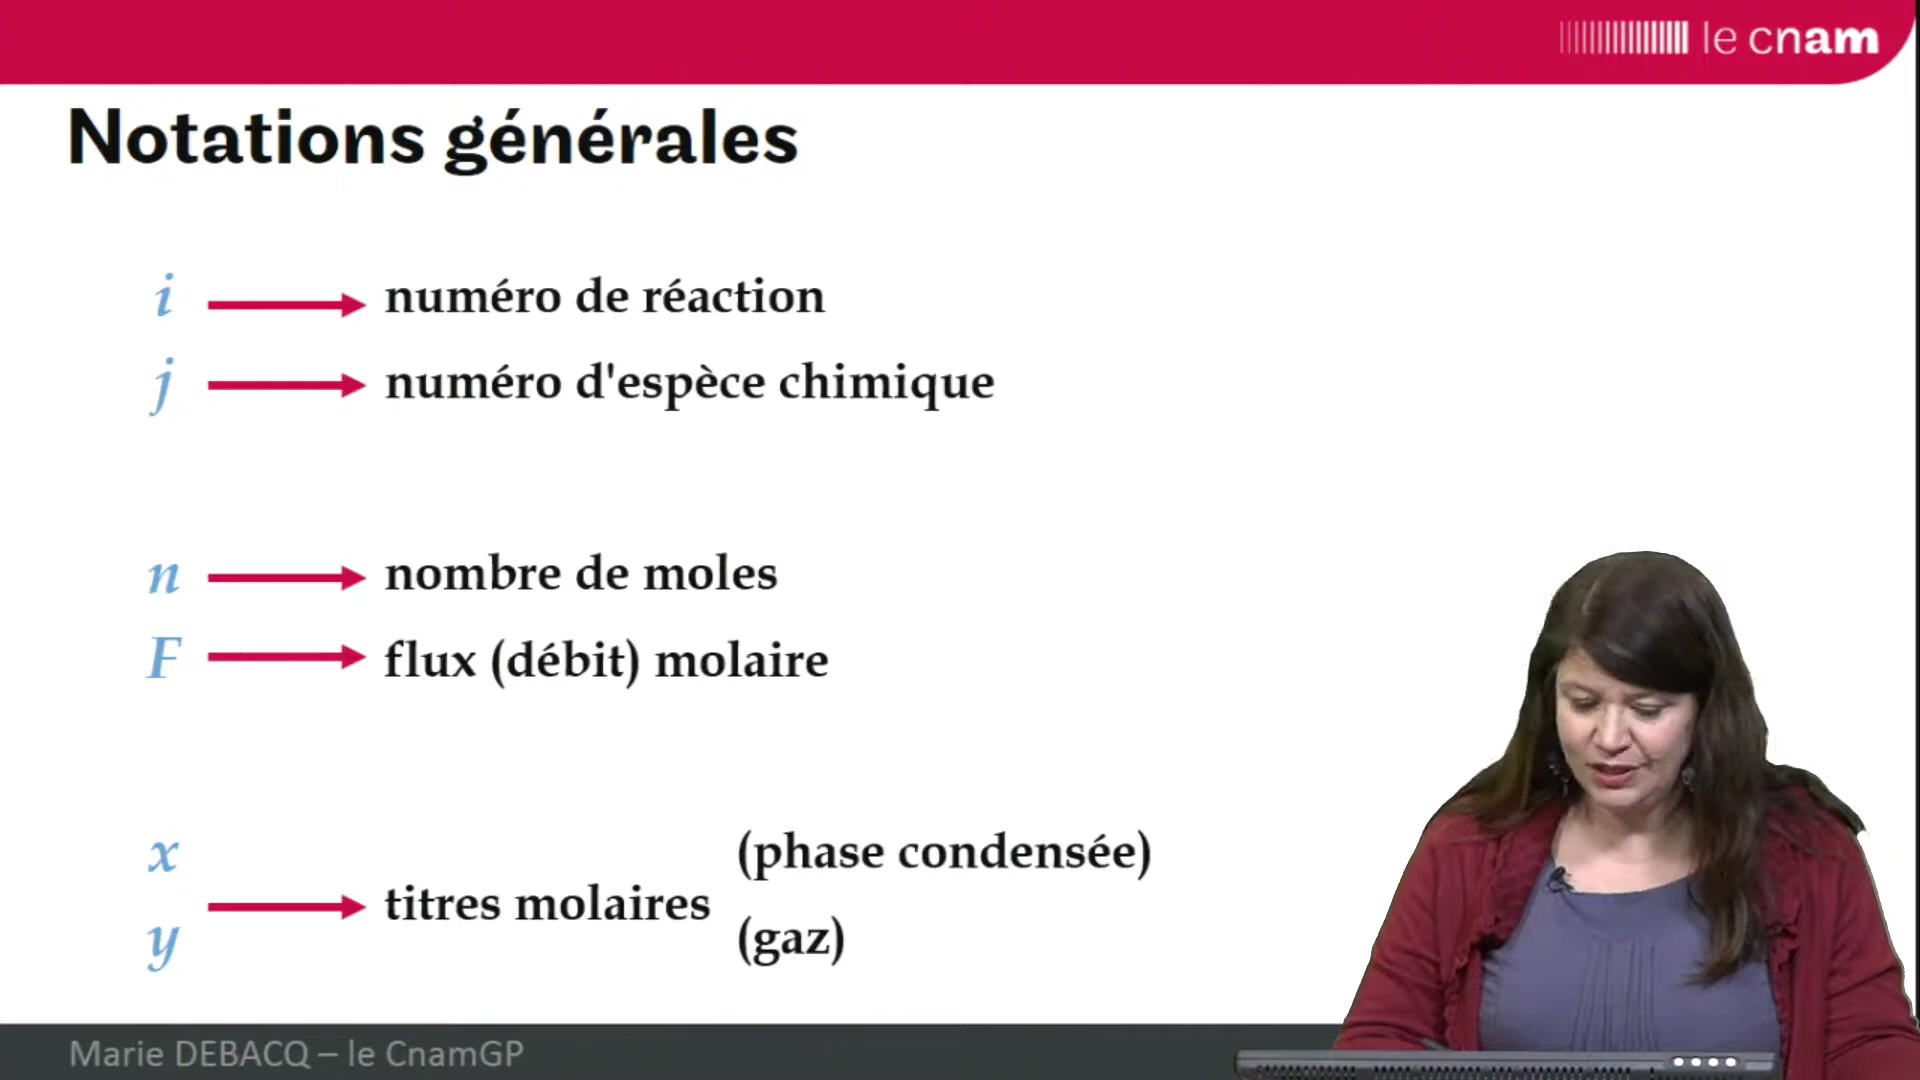 le cnam
Notations générales
i numéro de réaction
j numéro d'espèce chimique
n nombre de moles
F flux (débit) molaire
x (phase condensée)
titres molaires
y (gaz)
Marie DEBACQ – le CnamGP